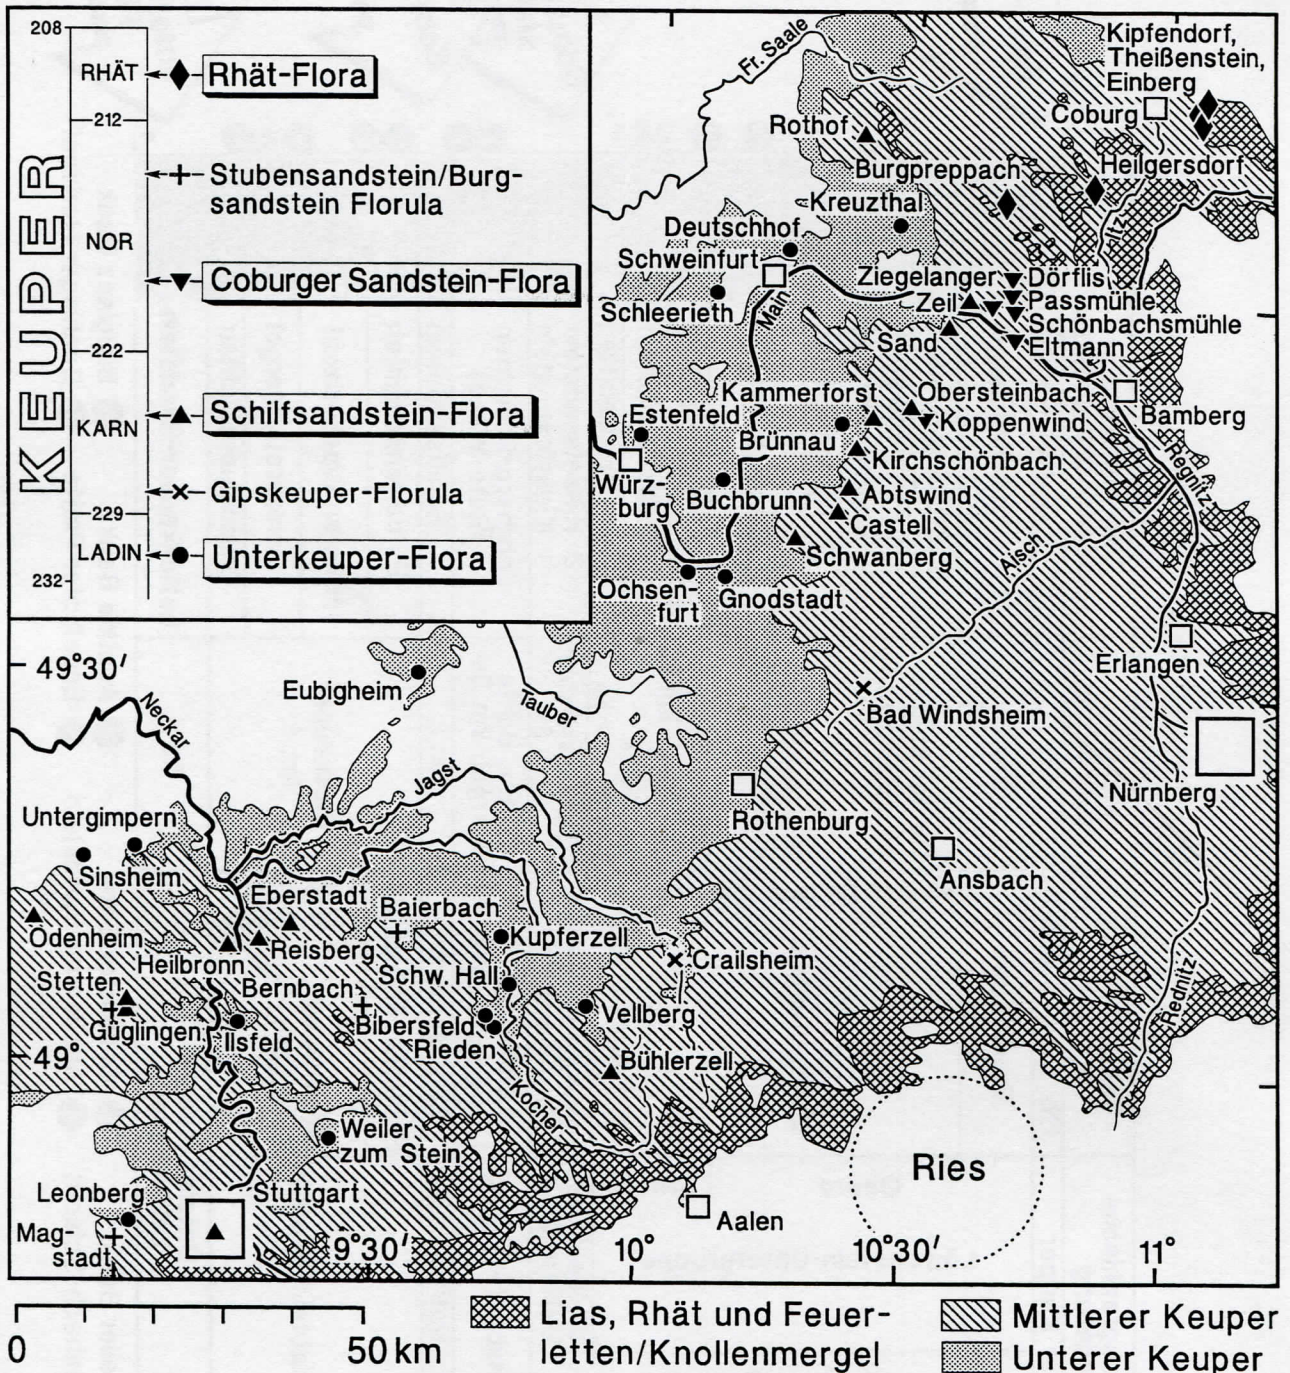 208
RHÄT
Rhät-Flora
212
KEUPER
Stubensandstein/Burg-
sandstein Florula
NOR
Coburger Sandstein-Flora
222
KARN
Schilfsandstein-Flora
Gipskeuper-Florula
229
LADIN
Unterkeuper-Flora
232
Fr. Saale
Kipfendorf,
Theißenstein,
Einberg
Coburg
Rothof
Burgpreppach
Heilgersdorf
Kreuzthal
Itz
Deutschhof
Schweinfurt
Schleerieth
Main
Ziegelanger
Dörflis
Zeil
Passmühle
Schönbachsmühle
Sand
Eltmann
Kammerforst
Obersteinbach
Bamberg
Estenfeld
Brünnau
Koppenwind
Kirchschönbach
Regnitz
Würz-
burg
Buchbrunn
Abtswind
Castell
Schwanberg
Aisch
Ochsen-
furt
Gnodstadt
Erlangen
49°30'
Eubigheim
Tauber
Neckar
Bad Windsheim
Jagst
Nürnberg
Rothenburg
Untergimpern
Sinsheim
Ansbach
Eberstadt
Baierbach
Odenheim
Reisberg
Kupferzell
Heilbronn
Crailsheim
Stetten
Bernbach
Schw. Hall
Rednitz
Güglingen
Ilsfeld
Bibersfeld
Rieden
Vellberg
49°
Bühlerzell
Kocher
Weiler
zum Stein
Ries
Leonberg
Stuttgart
Mag-
stadt
Aalen
9°30'
10°
10°30'
11°
0
50 km
Lias, Rhät und Feuer-
letten/Knollenmergel
Mittlerer Keuper
Unterer Keuper